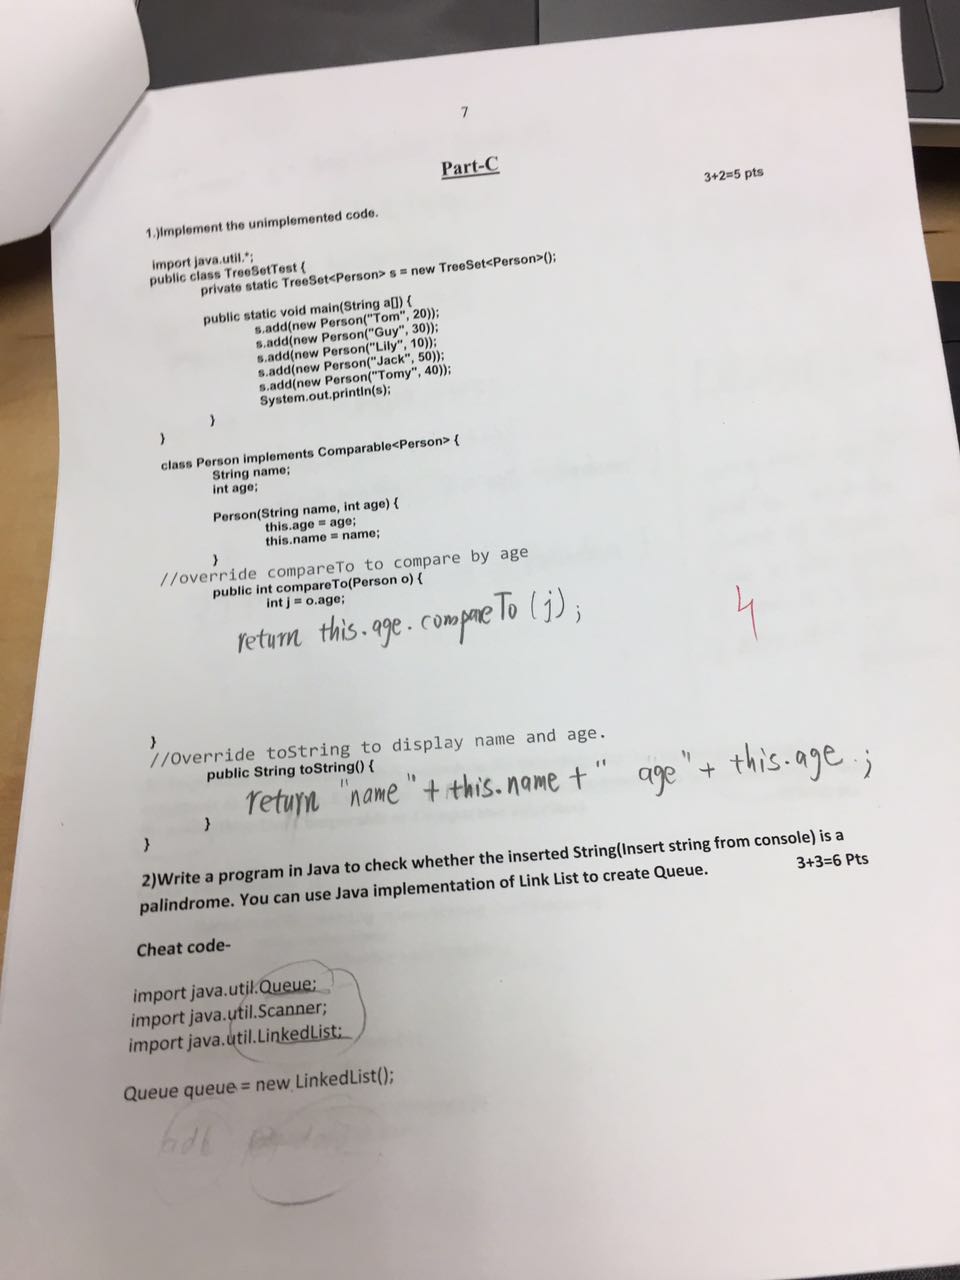 7
Part-C
3+2=5 pts
1.)Implement the unimplemented code.
import java.util.*;
public class TreeSetTest {
private static TreeSet<Person> s = new TreeSet<Person>();
public static void main(String a[]) {
s.add(new Person("Tom", 20));
s.add(new Person("Guy", 30));
s.add(new Person("Lily", 10));
s.add(new Person("Jack", 50));
s.add(new Person("Tomy", 40));
System.out.println(s);
}
}
class Person implements Comparable<Person> {
String name;
int age;
Person(String name, int age) {
this.age = age;
this.name = name;
}
//override compareTo to compare by age
public int compareTo(Person o) {
int j = o.age;
return this.age.compareTo(j);
4
}
//Override toString to display name and age.
public String toString() {
return "name" + this.name + " age" + this.age ;
}
}
2)Write a program in Java to check whether the inserted String(Insert string from console) is a
palindrome. You can use Java implementation of Link List to create Queue. 3+3=6 Pts
Cheat code-
import java.util.Queue;
import java.util.Scanner;
import java.util.LinkedList;
Queue queue = new LinkedList();